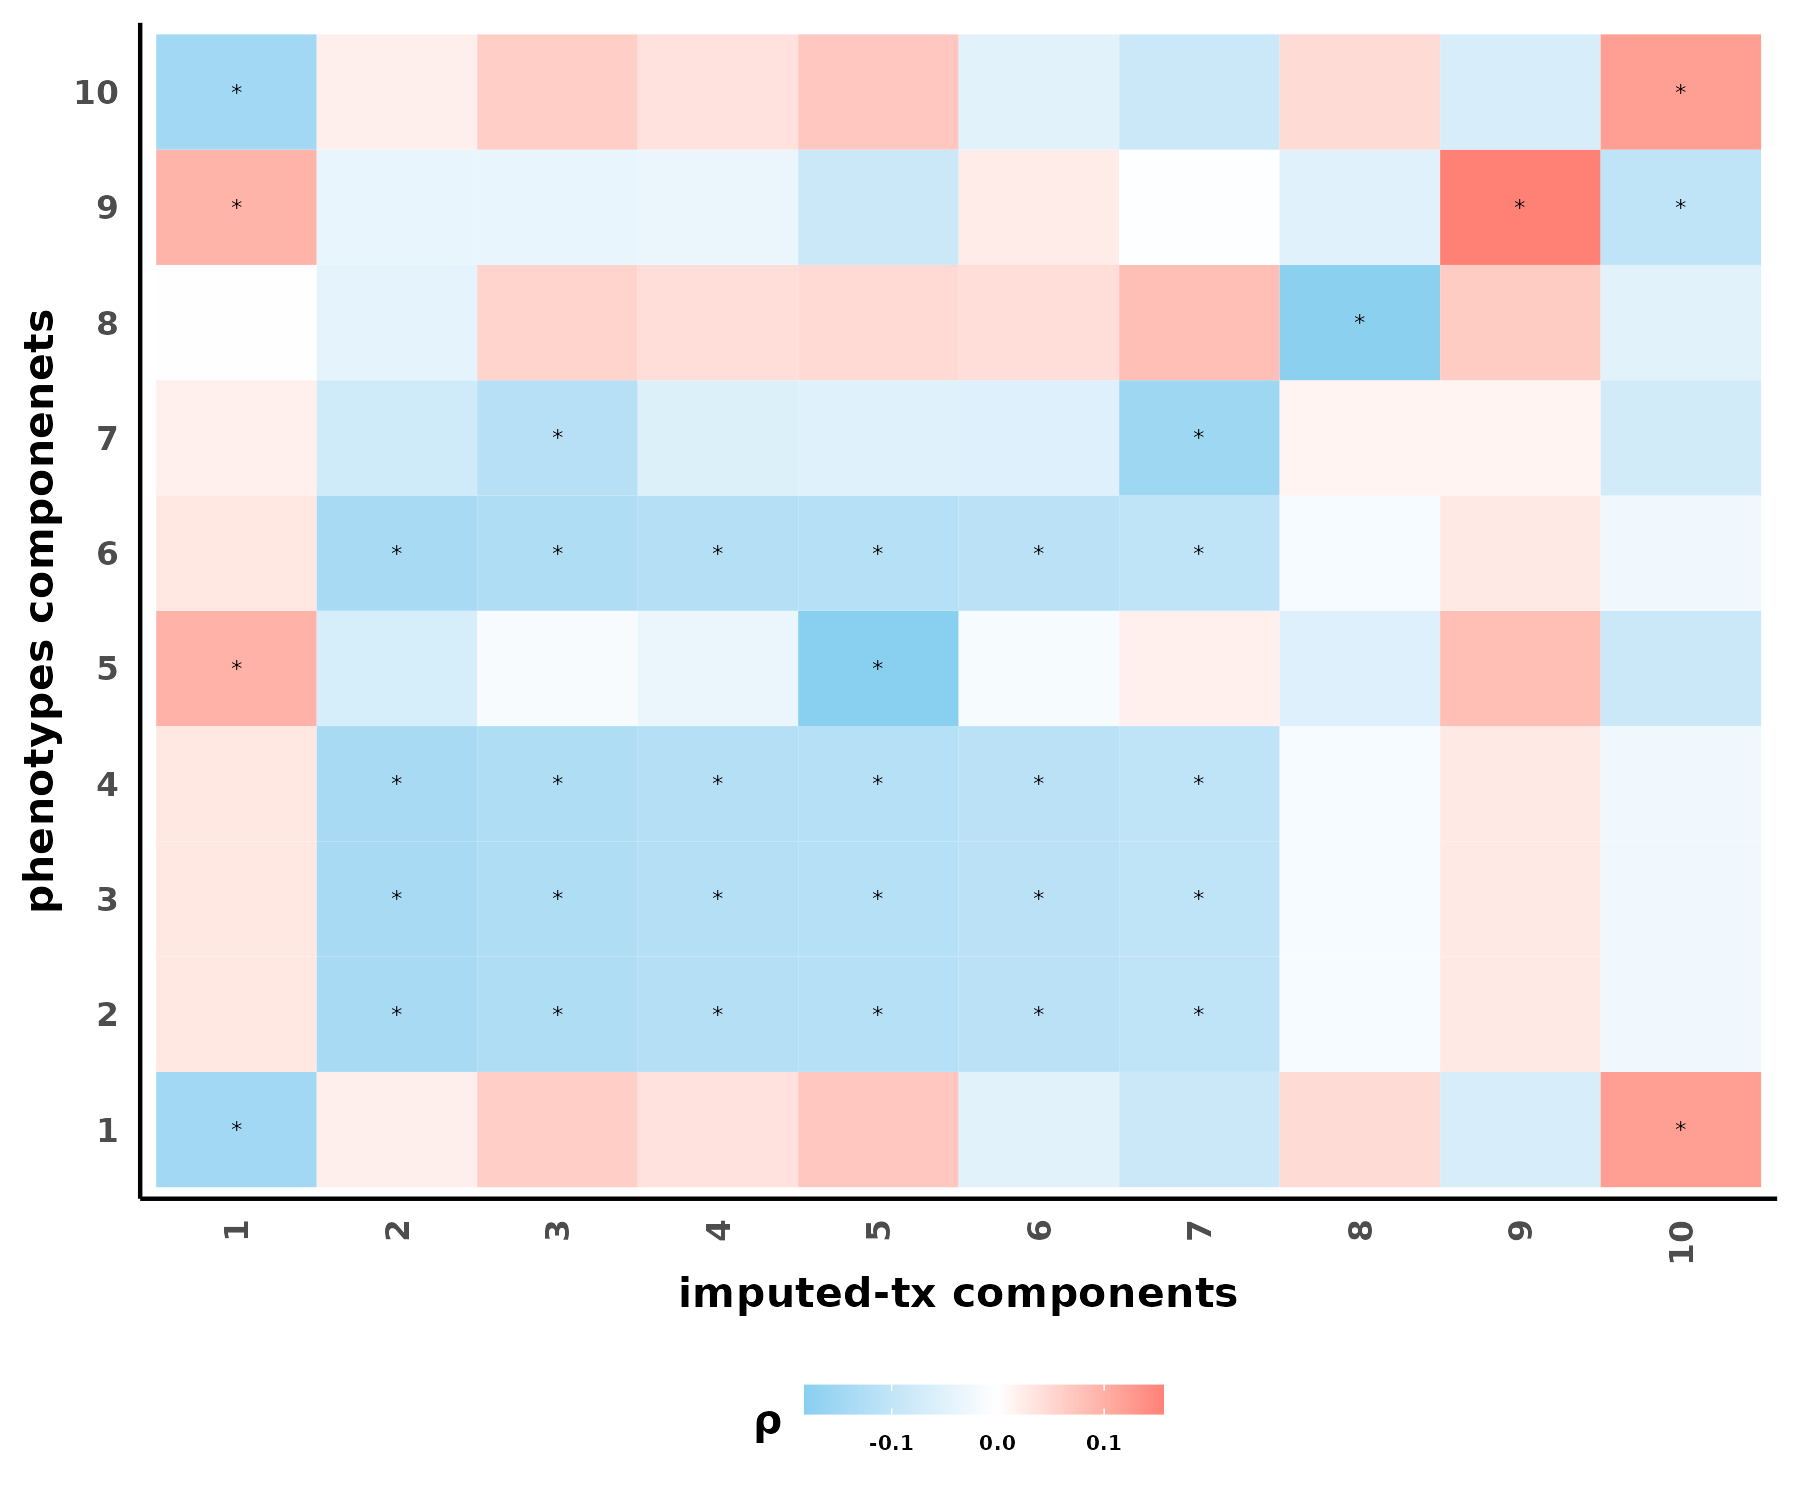 phenotypes componenets
10 * *
9 * * *
8 *
7 * *
6 * * * * * *
5 * *
4 * * * * * *
3 * * * * * *
2 * * * * * *
1 * *
1 2 3 4 5 6 7 8 9 10
imputed-tx components
ρ
-0.1 0.0 0.1